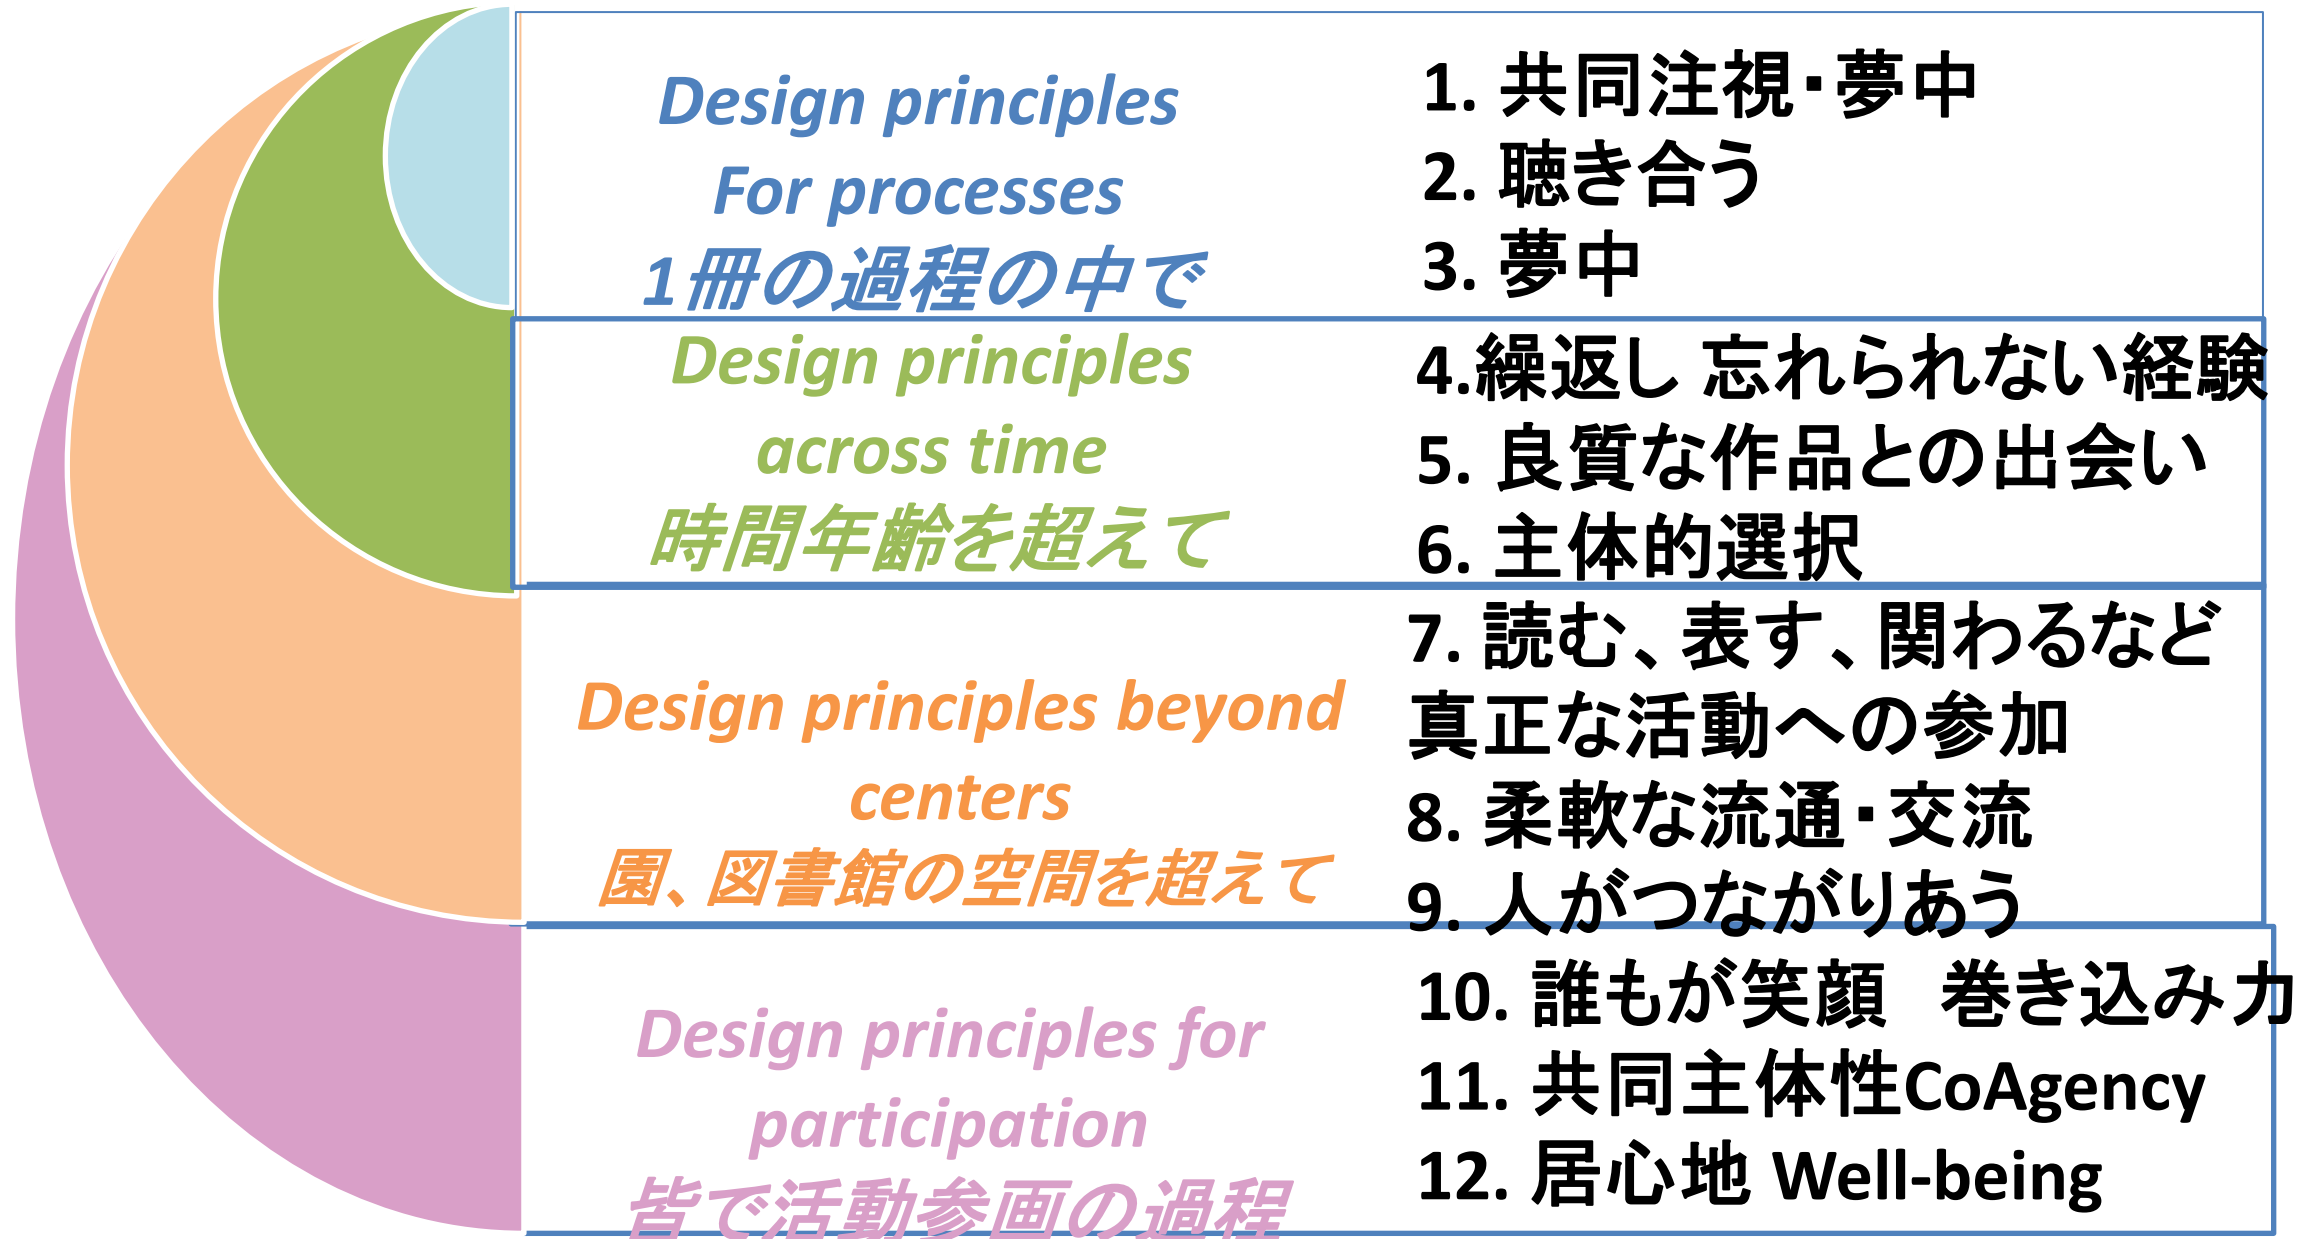 Design principles
For processes
1冊の過程の中で
1. 共同注視・夢中
2. 聴き合う
3. 夢中
Design principles
across time
時間年齢を超えて
4.繰返し 忘れられない経験
5. 良質な作品との出会い
6. 主体的選択
Design principles beyond
centers
園、図書館の空間を超えて
7. 読む、表す、関わるなど
真正な活動への参加
8. 柔軟な流通・交流
9. 人がつながりあう
Design principles for
participation
皆で活動参画の過程
10. 誰もが笑顔　巻き込み力
11. 共同主体性CoAgency
12. 居心地 Well-being